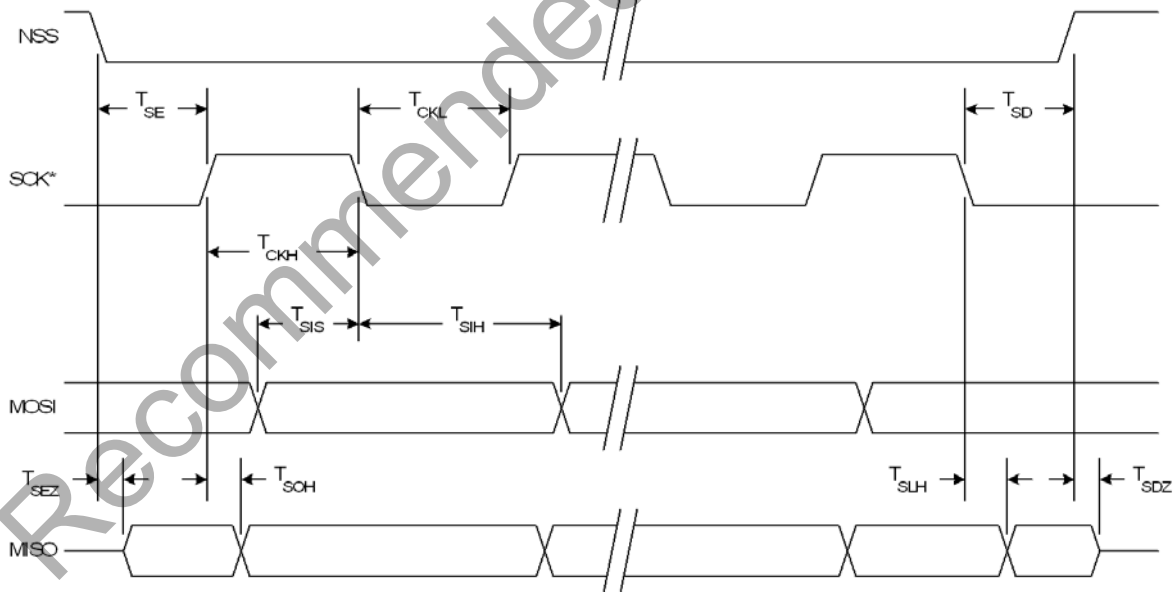 NSS
T SE
T CKL
T SD
SCK*
T CKH
T SIS
T SIH
MOSI
T SEZ
T SOH
T SLH
T SDZ
MISO
Recommended